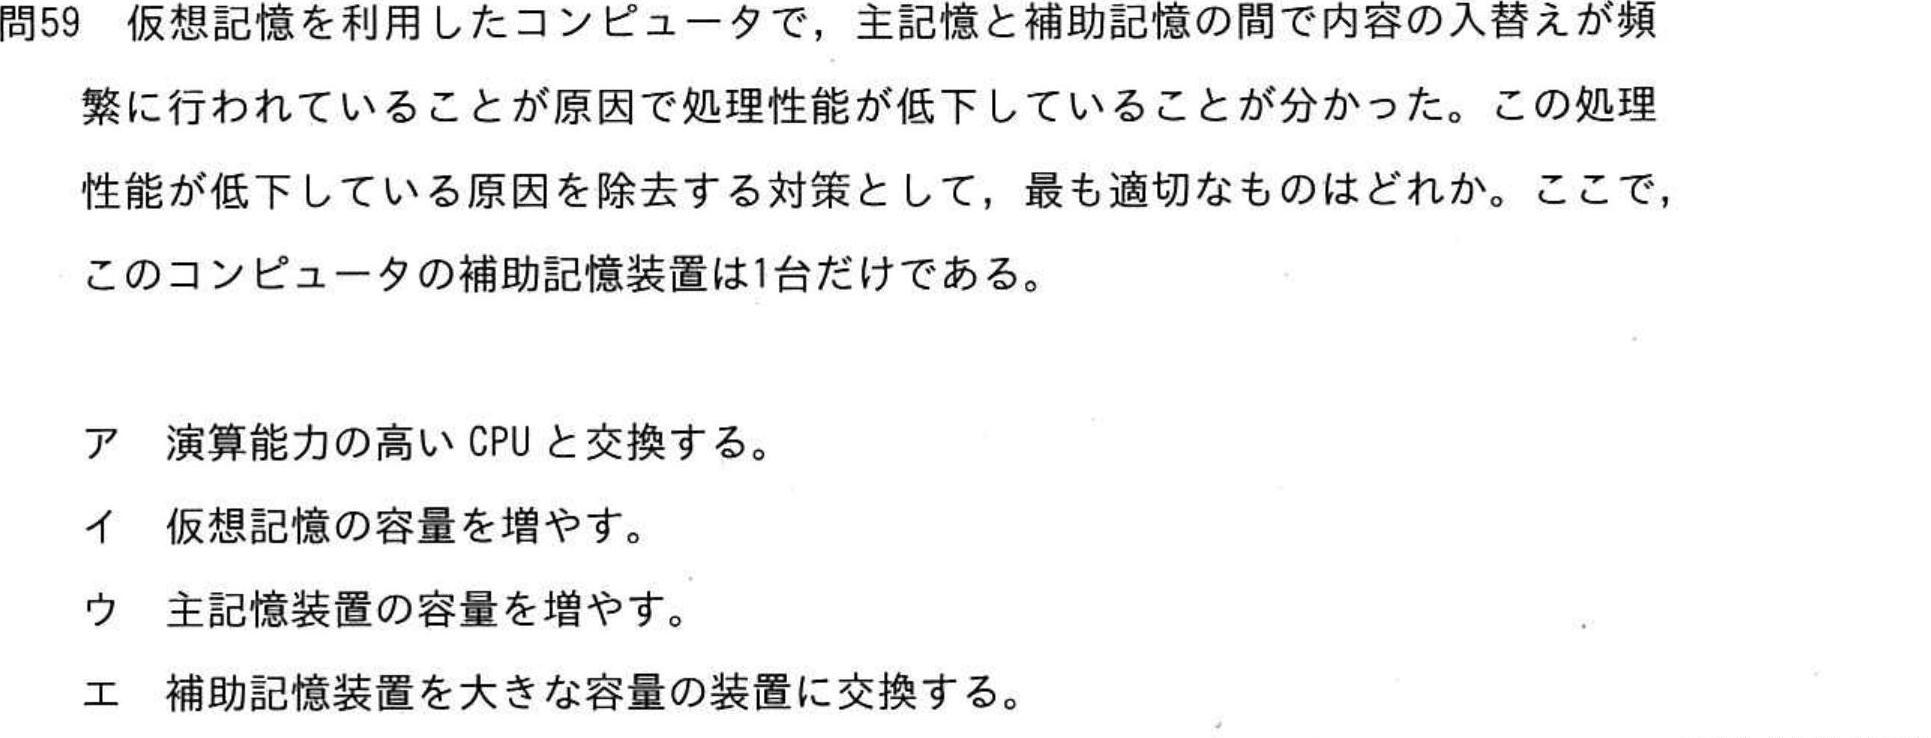 問59 仮想記憶を利用したコンピュータで，主記憶と補助記憶の間で内容の入替えが頻
繁に行われていることが原因で処理性能が低下していることが分かった。この処理
性能が低下している原因を除去する対策として，最も適切なものはどれか。ここで，
このコンピュータの補助記憶装置は1台だけである。
ア 演算能力の高い CPU と交換する。
イ 仮想記憶の容量を増やす。
ウ 主記憶装置の容量を増やす。
エ 補助記憶装置を大きな容量の装置に交換する。